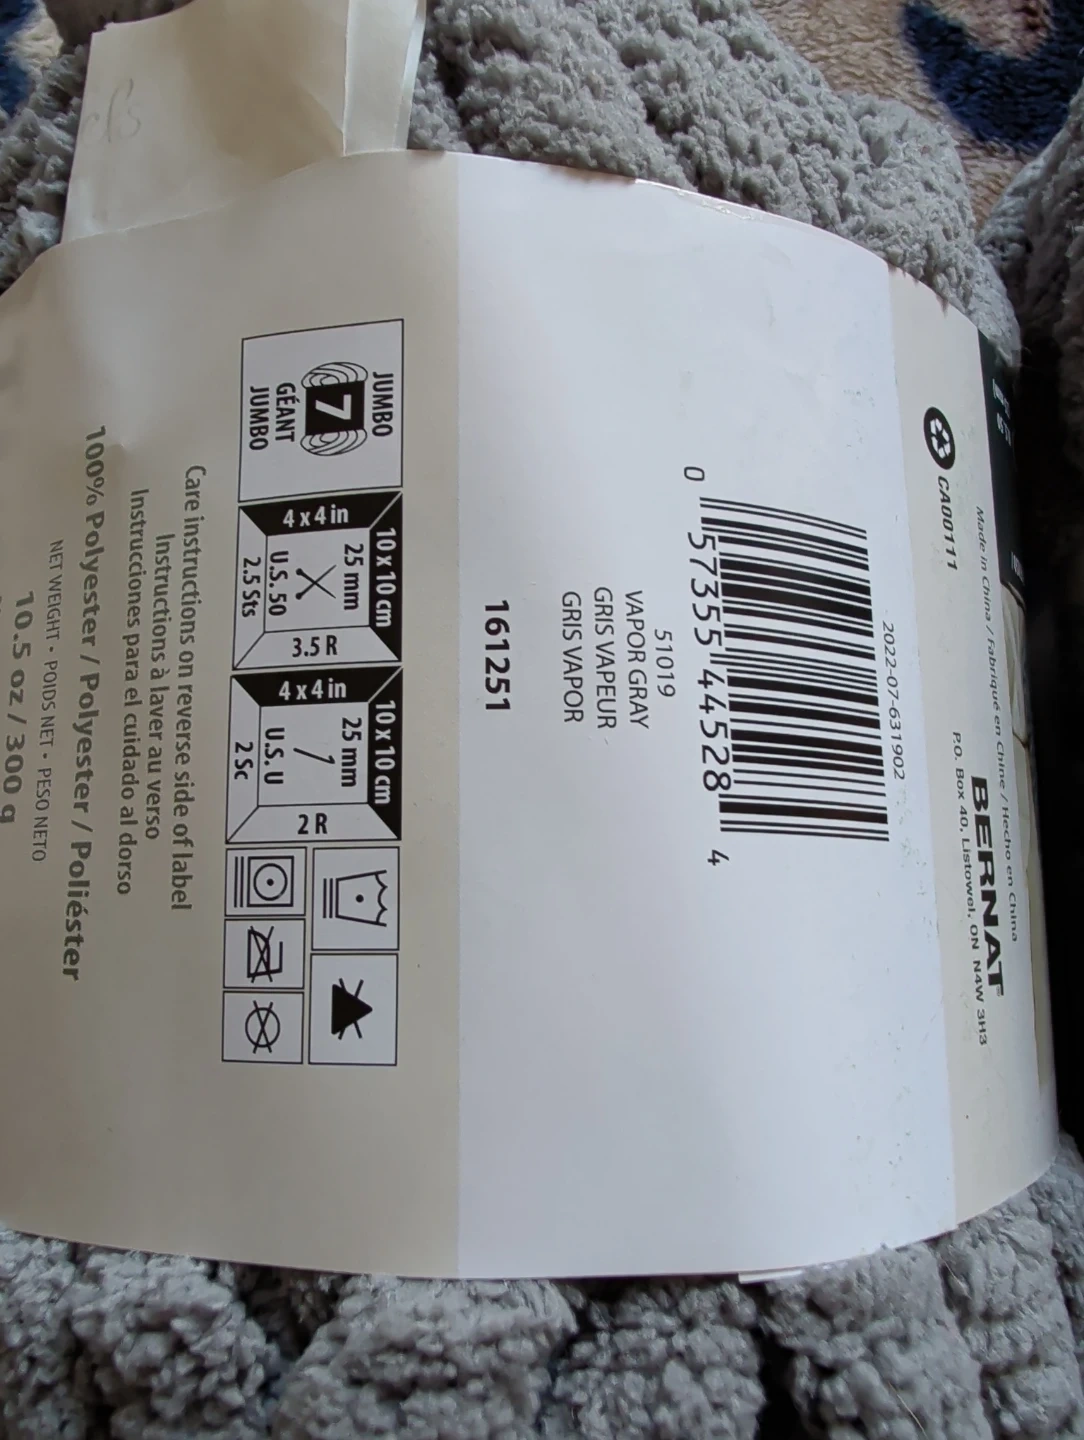 Made in China / Fabriqué en Chine / Hecho en China
BERNAT
P.O. Box 40, Listowel, ON N4W 3H3
CA00111
2022-07-631902
0 57355 44528 4
51019
VAPOR GRAY
GRIS VAPEUR
GRIS VAPOR
161251
JUMBO
7
GÉANT
JUMBO
10 x 10 cm
4 x 4 in
25 mm
U.S. 50
2.5 Sts
3.5 R
10 x 10 cm
4 x 4 in
25 mm
U.S. U
2 Sc
2 R
Care instructions on reverse side of label
Instructions à laver au verso
Instrucciones para el cuidado al dorso
100% Polyester / Polyester / Poliéster
NET WEIGHT • POIDS NET • PESO NETO
10.5 oz / 300 g